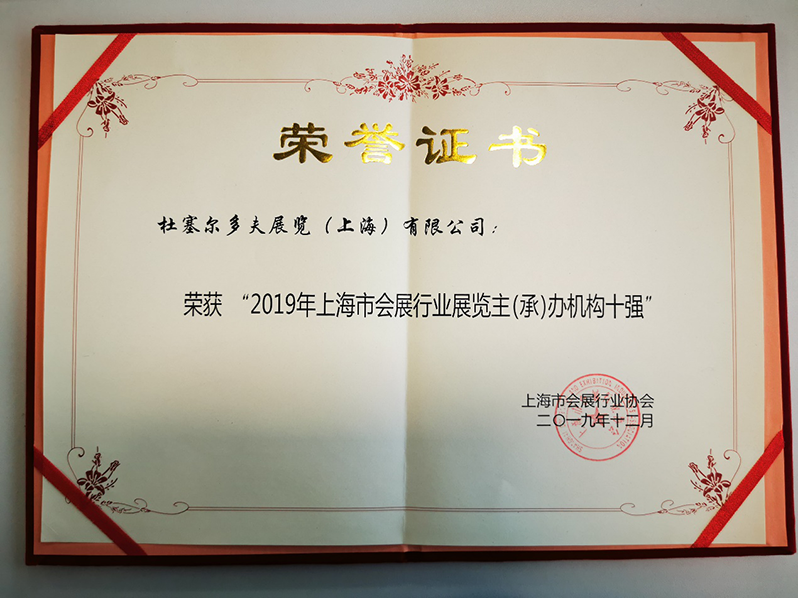 荣誉证书
杜塞尔多夫展览（上海）有限公司：
荣获 “2019年上海市会展行业展览主(承)办机构十强”
上海市会展行业协会
二〇一九年十二月